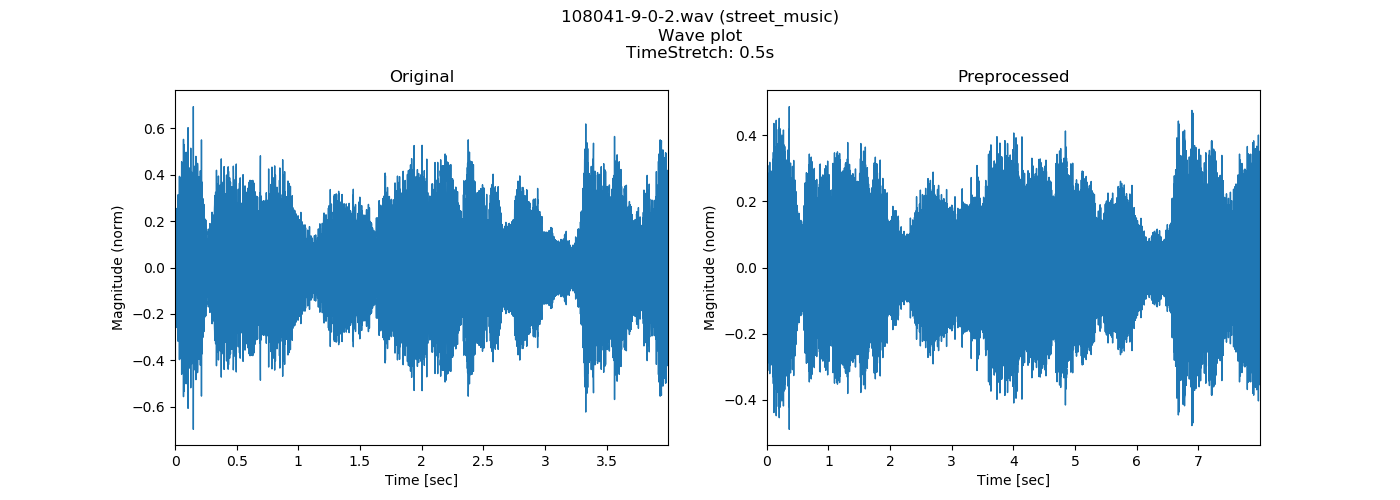 108041-9-0-2.wav (street_music)
Wave plot
TimeStretch: 0.5s
Original
Magnitude (norm)
0.6
0.4
0.2
0.0
−0.2
−0.4
−0.6
0 0.5 1 1.5 2 2.5 3 3.5
Time [sec]
Preprocessed
Magnitude (norm)
0.4
0.2
0.0
−0.2
−0.4
0 1 2 3 4 5 6 7
Time [sec]